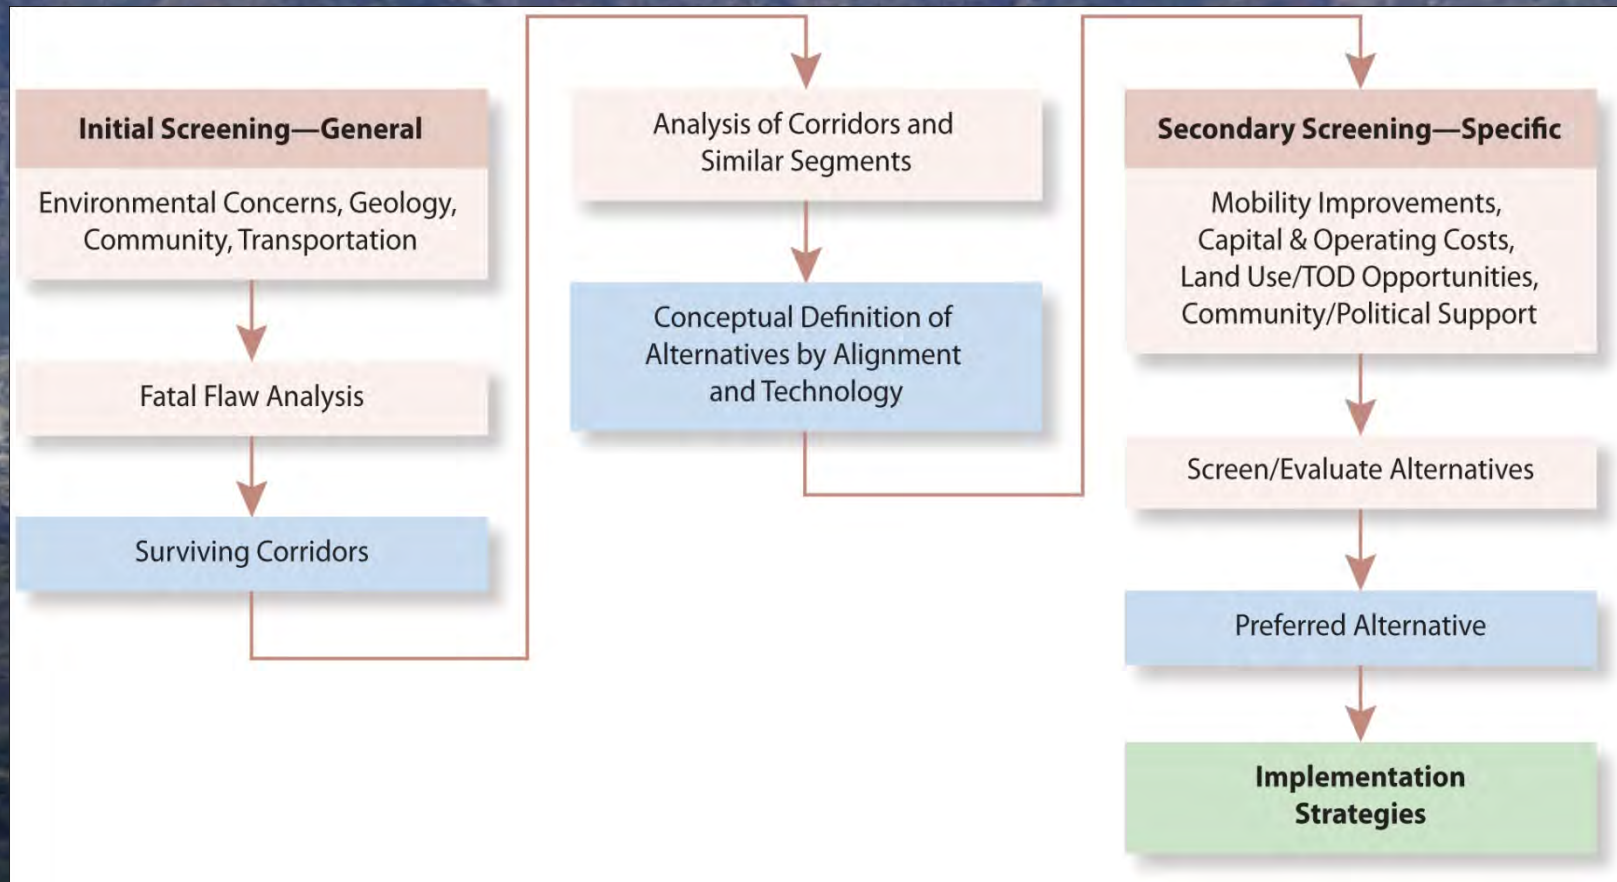 Initial Screening—General
Environmental Concerns, Geology,
Community, Transportation
Fatal Flaw Analysis
Surviving Corridors
Analysis of Corridors and
Similar Segments
Conceptual Definition of
Alternatives by Alignment
and Technology
Secondary Screening—Specific
Mobility Improvements,
Capital & Operating Costs,
Land Use/TOD Opportunities,
Community/Political Support
Screen/Evaluate Alternatives
Preferred Alternative
Implementation
Strategies